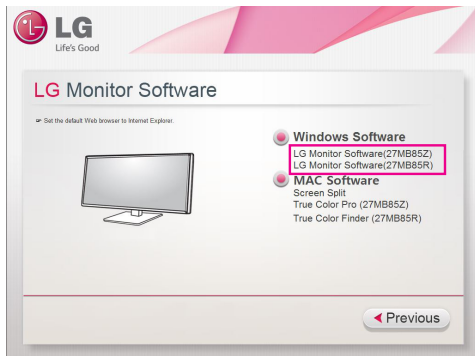 LG
Life's Good
LG Monitor Software
☞ Set the default Web browser to Internet Explorer.
Windows Software
LG Monitor Software(27MB85Z)
LG Monitor Software(27MB85R)
MAC Software
Screen Split
True Color Pro (27MB85Z)
True Color Finder (27MB85R)
Previous